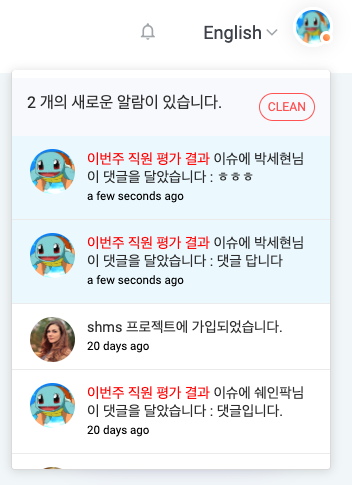 English
2 개의 새로운 알람이 있습니다.
CLEAN
이번주 직원 평가 결과 이슈에 박세현님
이 댓글을 달았습니다 : ㅎㅎㅎ
a few seconds ago
이번주 직원 평가 결과 이슈에 박세현님
이 댓글을 달았습니다 : 댓글 답니다
a few seconds ago
shms 프로젝트에 가입되었습니다.
20 days ago
이번주 직원 평가 결과 이슈에 쉐인팍님
이 댓글을 달았습니다 : 댓글입니다.
20 days ago